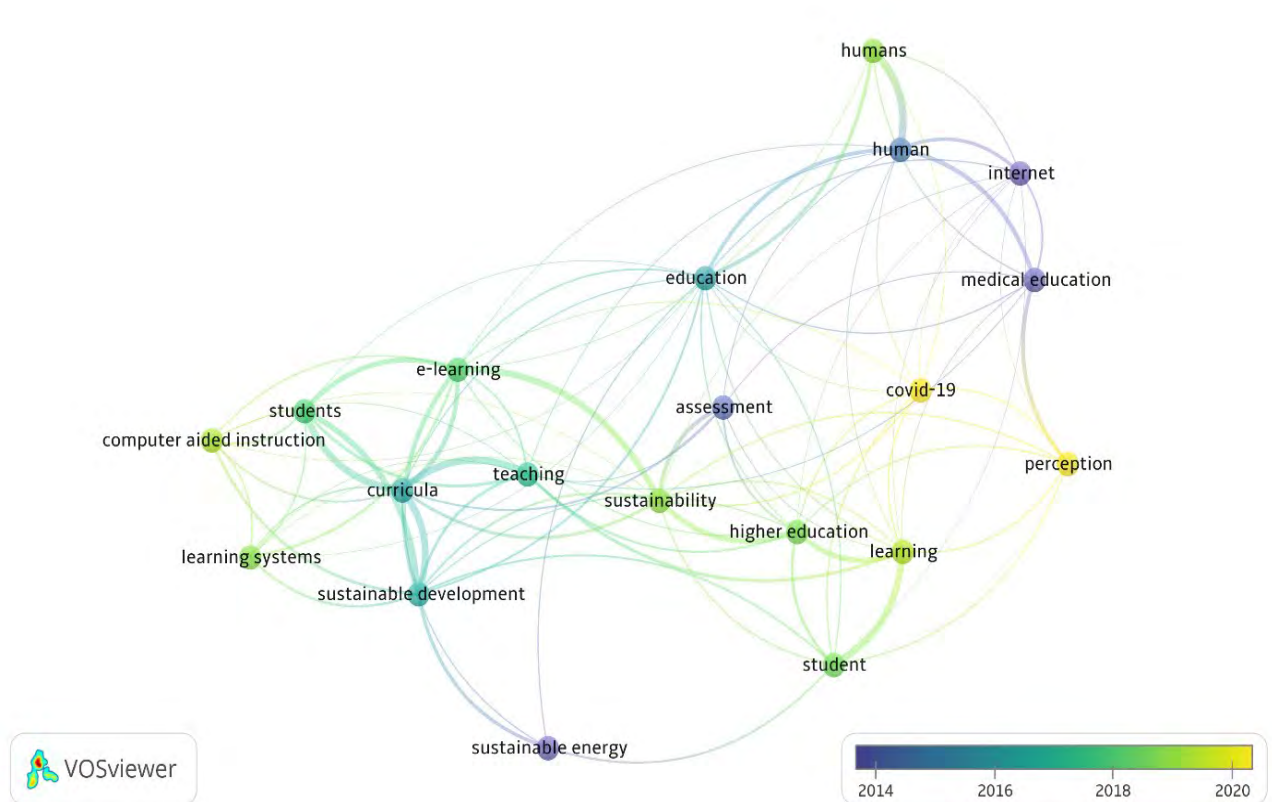 humans
human
internet
education
medical education
e-learning
covid-19
students
assessment
computer aided instruction
perception
teaching
curricula
sustainability
higher education
learning
learning systems
sustainable development
student
sustainable energy
VOSviewer
2014 2016 2018 2020